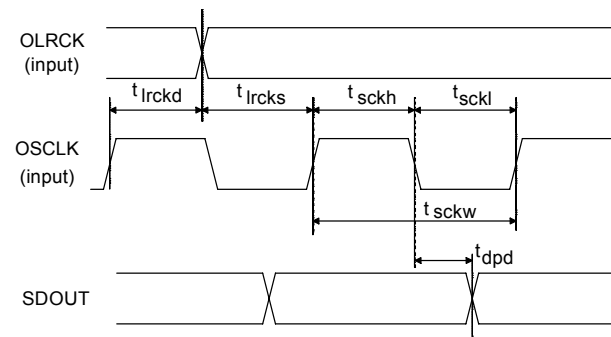 OLRCK
(input)
t lrckd
t lrcks
t sckh
t sckl
OSCLK
(input)
t sckw
t dpd
SDOUT